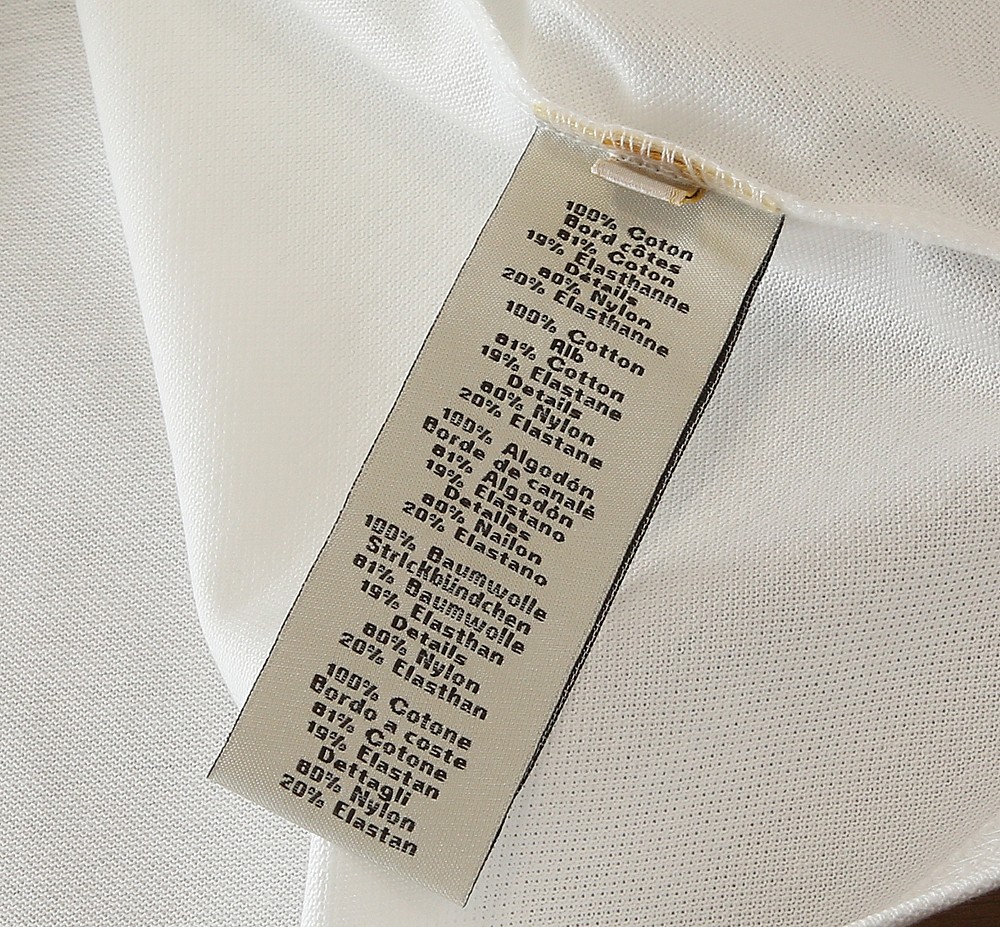 100% Coton
Bord côtes
81% Coton
19% Elasthanne
Détails
80% Nylon
20% Elasthanne
100% Cotton
Rib
81% Cotton
19% Elastane
Details
80% Nylon
20% Elastane
100% Algodón
Borde de canalé
81% Algodón
19% Elastano
Detalles
80% Nailon
20% Elastano
100% Baumwolle
Strickbündchen
81% Baumwolle
19% Elasthan
Details
80% Nylon
20% Elasthan
100% Cotone
Bordo a coste
81% Cotone
19% Elastan
Dettagli
80% Nylon
20% Elastan